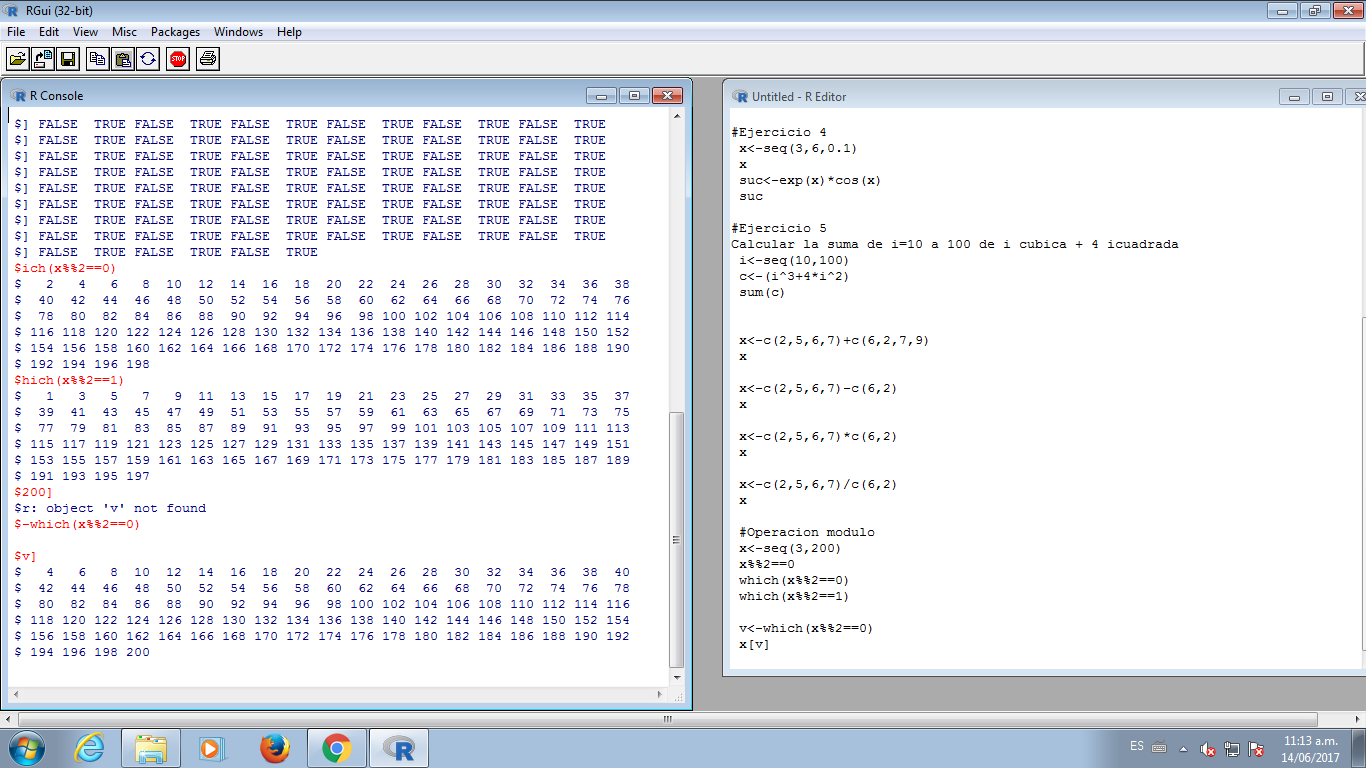 RGui (32-bit)
File Edit View Misc Packages Windows Help
STOP
R Console
$] FALSE TRUE FALSE TRUE FALSE TRUE FALSE TRUE FALSE TRUE FALSE TRUE
$] FALSE TRUE FALSE TRUE FALSE TRUE FALSE TRUE FALSE TRUE FALSE TRUE
$] FALSE TRUE FALSE TRUE FALSE TRUE FALSE TRUE FALSE TRUE FALSE TRUE
$] FALSE TRUE FALSE TRUE FALSE TRUE FALSE TRUE FALSE TRUE FALSE TRUE
$] FALSE TRUE FALSE TRUE FALSE TRUE FALSE TRUE FALSE TRUE FALSE TRUE
$] FALSE TRUE FALSE TRUE FALSE TRUE FALSE TRUE FALSE TRUE FALSE TRUE
$] FALSE TRUE FALSE TRUE FALSE TRUE FALSE TRUE FALSE TRUE FALSE TRUE
$] FALSE TRUE FALSE TRUE FALSE TRUE FALSE TRUE FALSE TRUE FALSE TRUE
$] FALSE TRUE FALSE TRUE FALSE TRUE
$ich(x%%2==0)
$ 2 4 6 8 10 12 14 16 18 20 22 24 26 28 30 32 34 36 38
$ 40 42 44 46 48 50 52 54 56 58 60 62 64 66 68 70 72 74 76
$ 78 80 82 84 86 88 90 92 94 96 98 100 102 104 106 108 110 112 114
$ 116 118 120 122 124 126 128 130 132 134 136 138 140 142 144 146 148 150 152
$ 154 156 158 160 162 164 166 168 170 172 174 176 178 180 182 184 186 188 190
$ 192 194 196 198
$hich(x%%2==1)
$ 1 3 5 7 9 11 13 15 17 19 21 23 25 27 29 31 33 35 37
$ 39 41 43 45 47 49 51 53 55 57 59 61 63 65 67 69 71 73 75
$ 77 79 81 83 85 87 89 91 93 95 97 99 101 103 105 107 109 111 113
$ 115 117 119 121 123 125 127 129 131 133 135 137 139 141 143 145 147 149 151
$ 153 155 157 159 161 163 165 167 169 171 173 175 177 179 181 183 185 187 189
$ 191 193 195 197
$200]
$r: object 'v' not found
$-which(x%%2==0)
$v]
$ 4 6 8 10 12 14 16 18 20 22 24 26 28 30 32 34 36 38 40
$ 42 44 46 48 50 52 54 56 58 60 62 64 66 68 70 72 74 76 78
$ 80 82 84 86 88 90 92 94 96 98 100 102 104 106 108 110 112 114 116
$ 118 120 122 124 126 128 130 132 134 136 138 140 142 144 146 148 150 152 154
$ 156 158 160 162 164 166 168 170 172 174 176 178 180 182 184 186 188 190 192
$ 194 196 198 200
Untitled - R Editor
#Ejercicio 4
x<-seq(3,6,0.1)
x
suc<-exp(x)*cos(x)
suc
#Ejercicio 5
Calcular la suma de i=10 a 100 de i cubica + 4 icuadrada
i<-seq(10,100)
c<-(i^3+4*i^2)
sum(c)
x<-c(2,5,6,7)+c(6,2,7,9)
x
x<-c(2,5,6,7)-c(6,2)
x
x<-c(2,5,6,7)*c(6,2)
x
x<-c(2,5,6,7)/c(6,2)
x
#Operacion modulo
x<-seq(3,200)
x%%2==0
which(x%%2==0)
which(x%%2==1)
v<-which(x%%2==0)
x[v]
ES
11:13 a.m.
14/06/2017